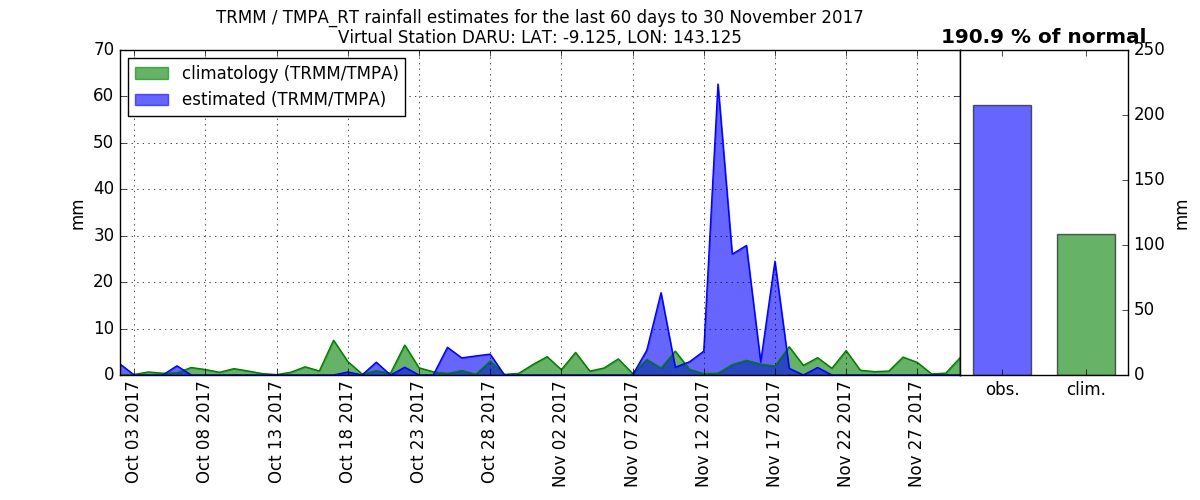 TRMM / TMPA_RT rainfall estimates for the last 60 days to 30 November 2017
Virtual Station DARU: LAT: -9.125, LON: 143.125
190.9 % of normal
climatology (TRMM/TMPA)
estimated (TRMM/TMPA)
70
60
50
40
30
20
10
0
mm
Oct 03 2017
Oct 08 2017
Oct 13 2017
Oct 18 2017
Oct 23 2017
Oct 28 2017
Nov 02 2017
Nov 07 2017
Nov 12 2017
Nov 17 2017
Nov 22 2017
Nov 27 2017
250
200
150
100
50
0
mm
obs.
clim.